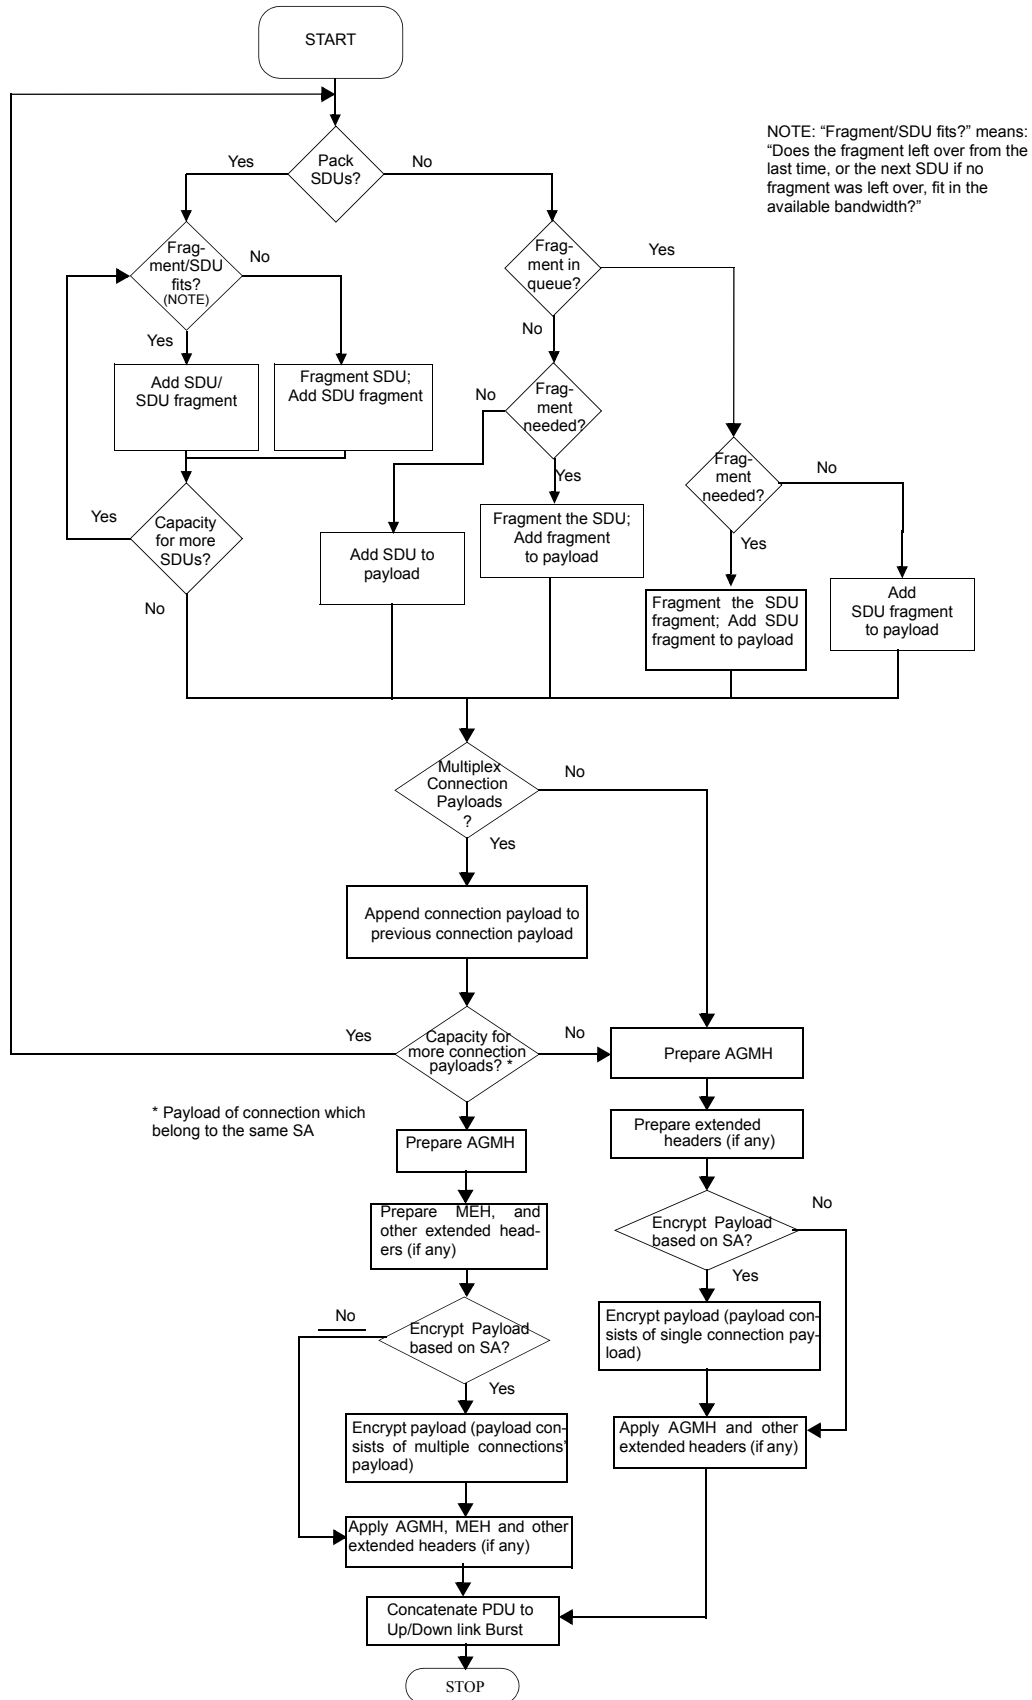 START
NOTE: “Fragment/SDU fits?” means:
“Does the fragment left over from the
last time, or the next SDU if no
fragment was left over, fit in the
available bandwidth?”
Yes
Pack
SDUs?
No
Frag-
ment/SDU
fits?
(NOTE)
No
Yes
Frag-
ment in
queue?
Yes
No
Add SDU/
SDU fragment
Fragment SDU;
Add SDU fragment
No
Frag-
ment
needed?
Yes
Frag-
ment
needed?
No
Yes
Yes
Capacity
for more
SDUs?
No
Add SDU to
payload
Fragment the SDU;
Add fragment
to payload
Fragment the SDU
fragment; Add SDU
fragment to payload
Add
SDU fragment
to payload
Multiplex
Connection
Payloads
?
No
Yes
Append connection payload to
previous connection payload
Yes
Capacity for
more connection
payloads? *
No
Prepare AGMH
* Payload of connection which
belong to the same SA
Prepare AGMH
Prepare extended
headers (if any)
Prepare MEH, and
other extended head-
ers (if any)
Encrypt Payload
based on SA?
No
Yes
No
Encrypt Payload
based on SA?
Yes
Encrypt payload (payload con-
sists of single connection pay-
load)
Encrypt payload (payload con-
sists of multiple connections’
payload)
Apply AGMH and other
extended headers (if any)
Apply AGMH, MEH and other
extended headers (if any)
Concatenate PDU to
Up/Down link Burst
STOP